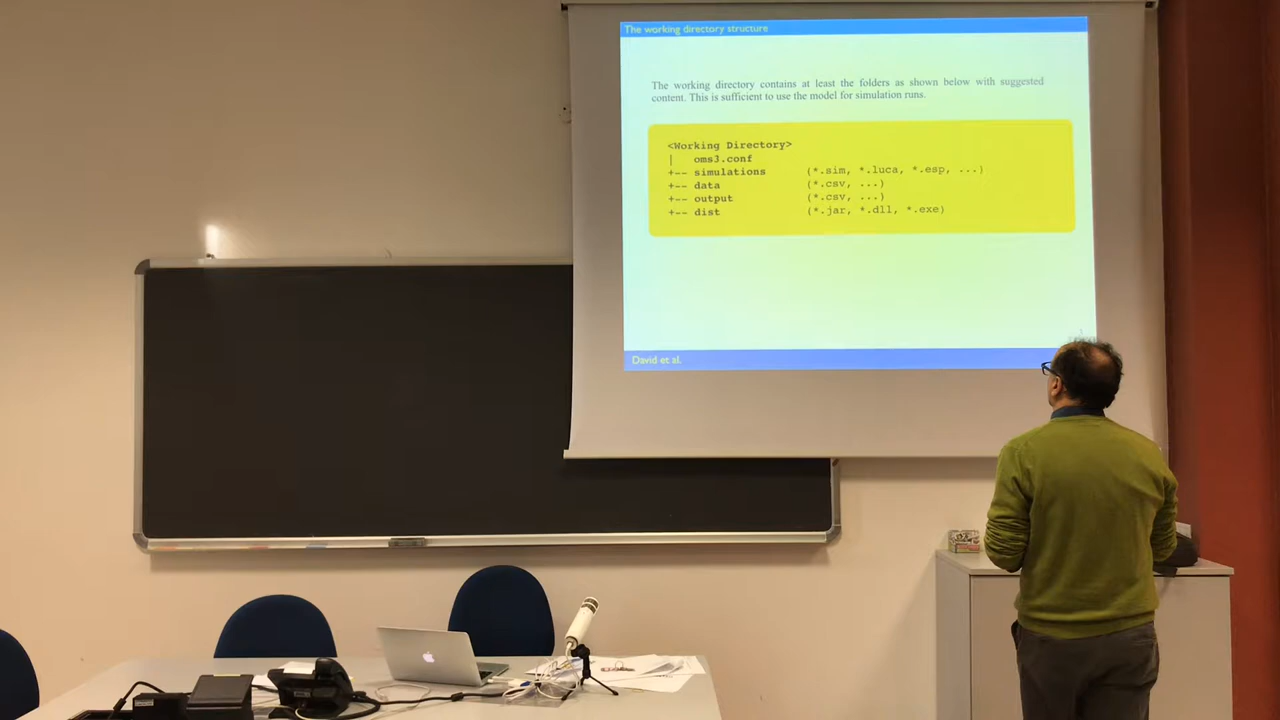 The working directory structure
The working directory contains at least the folders as shown below with suggested
content. This is sufficient to use the model for simulation runs.
<Working Directory>
| oms3.conf
+-- simulations (*.sim, *.luca, *.esp, ...)
+-- data (*.csv, ...)
+-- output (*.csv, ...)
+-- dist (*.jar, *.dll, *.exe)
David et al.